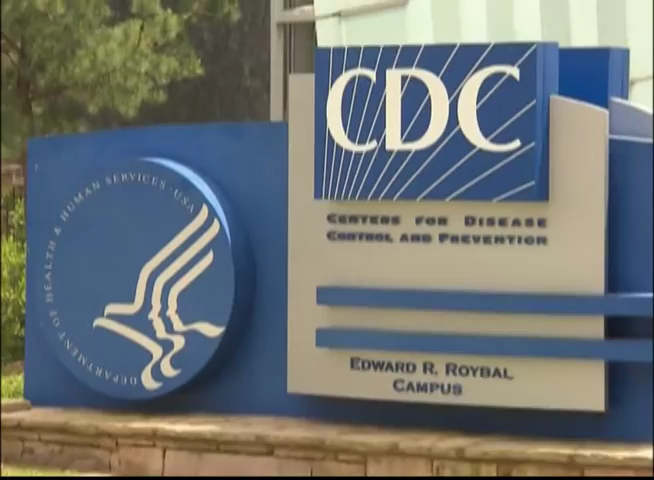 DEPARTMENT OF HEALTH & HUMAN SERVICES · USA
CDC
CENTERS FOR DISEASE
CONTROL AND PREVENTION
EDWARD R. ROYBAL
CAMPUS